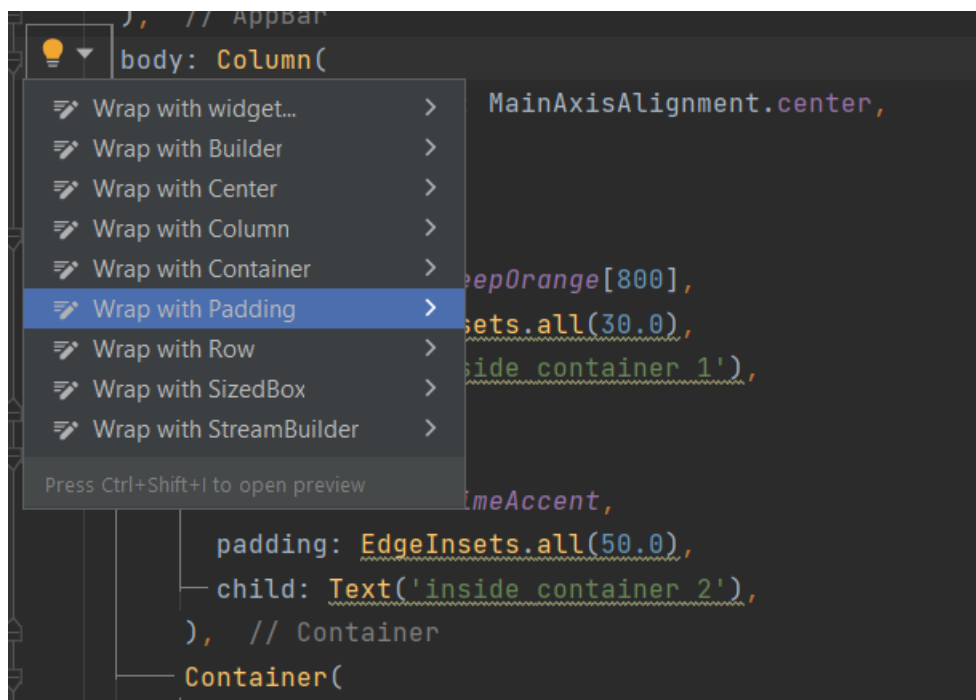 ), // AppBar
body: Column(
Wrap with widget...
: MainAxisAlignment.center,
Wrap with Builder
Wrap with Center
Wrap with Column
Wrap with Container
eepOrange[800],
Wrap with Padding
sets.all(30.0),
Wrap with Row
side container 1'),
Wrap with SizedBox
Wrap with StreamBuilder
Press Ctrl+Shift+I to open preview
imeAccent,
padding: EdgeInsets.all(50.0),
child: Text('inside container 2'),
), // Container
Container(